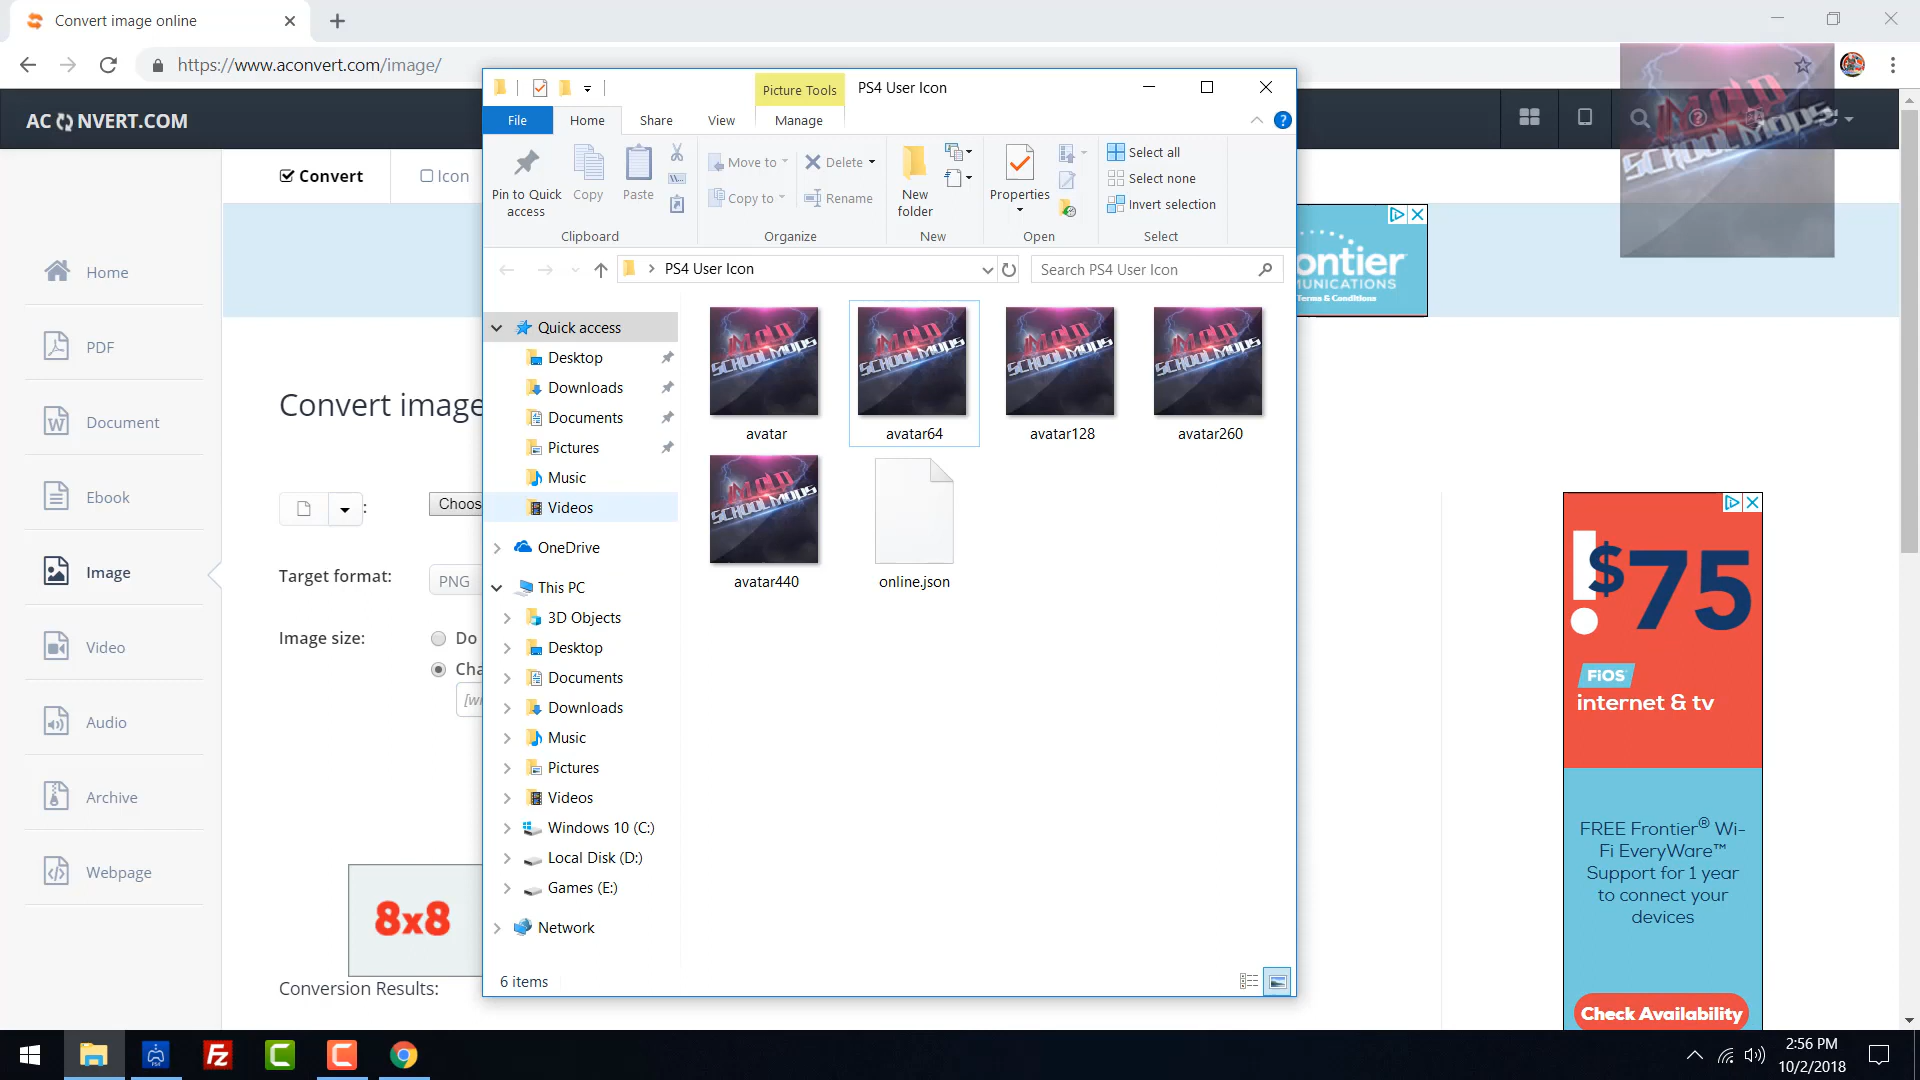 Convert image online
https://www.aconvert.com/image/
AC NVERT.COM
Convert
Icon
Home
PDF
Document
Ebook
Image
Video
Audio
Archive
Webpage
Convert image
:
Choos
Target format:
PNG
Image size:
Do
Cha
[wi
8x8
Conversion Results:
Picture Tools
PS4 User Icon
File
Home
Share
View
Manage
Pin to Quick access
Copy
Paste
Clipboard
Move to
Copy to
Delete
Rename
Organize
New folder
New
Properties
Open
Select all
Select none
Invert selection
Select
PS4 User Icon
Search PS4 User Icon
Quick access
Desktop
Downloads
Documents
Pictures
Music
Videos
OneDrive
This PC
3D Objects
Desktop
Documents
Downloads
Music
Pictures
Videos
Windows 10 (C:)
Local Disk (D:)
Games (E:)
Network
avatar
avatar64
avatar128
avatar260
avatar440
online.json
6 items
ontier
MUNICATIONS
Terms & Conditions
SCHOOLMODS
$75
FiOS
internet & tv
FREE Frontier® Wi-
Fi EveryWare™
Support for 1 year
to connect your
devices
Check Availability
2:56 PM
10/2/2018